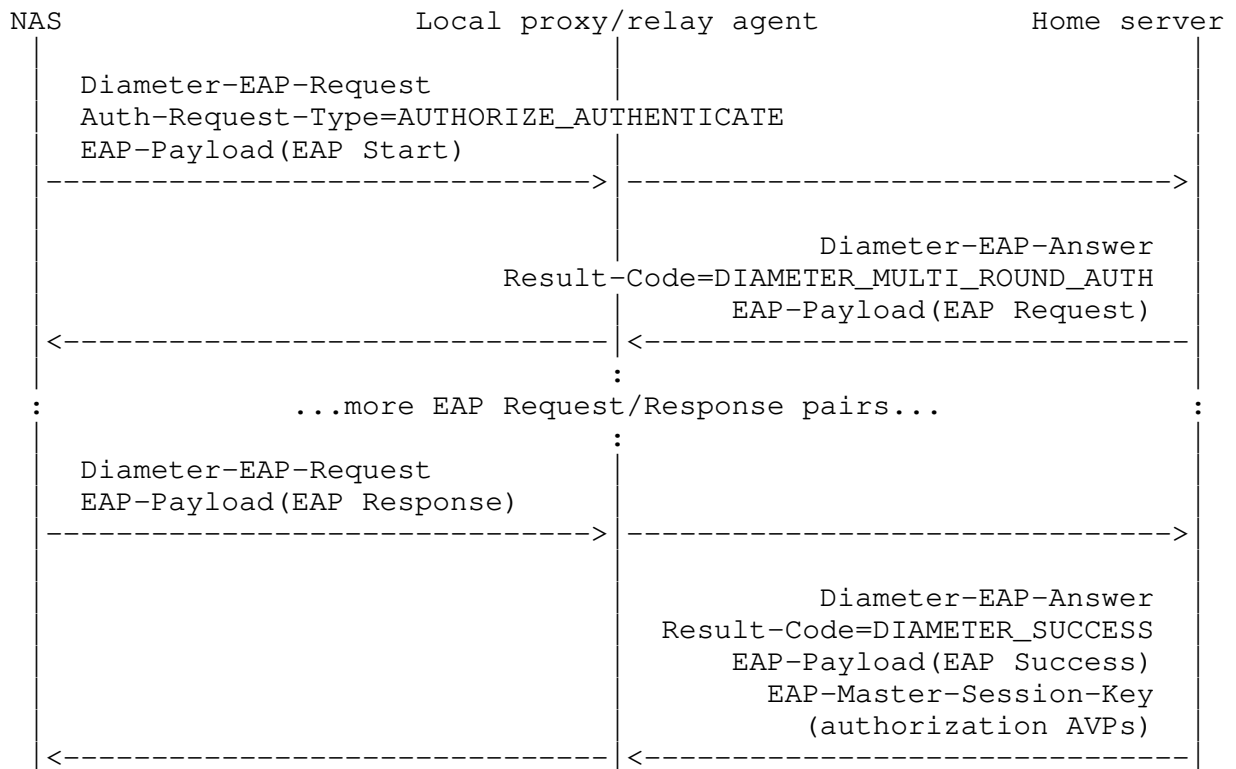 NAS Local proxy/relay agent Home server
Diameter-EAP-Request
Auth-Request-Type=AUTHORIZE_AUTHENTICATE
EAP-Payload(EAP Start)
Diameter-EAP-Answer
Result-Code=DIAMETER_MULTI_ROUND_AUTH
EAP-Payload(EAP Request)
:
: ...more EAP Request/Response pairs... :
:
Diameter-EAP-Request
EAP-Payload(EAP Response)
Diameter-EAP-Answer
Result-Code=DIAMETER_SUCCESS
EAP-Payload(EAP Success)
EAP-Master-Session-Key
(authorization AVPs)